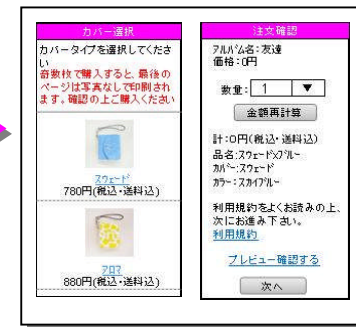 カバー選択
カバータイプを選択してくださ
い
奇数枚で購入すると、最後の
ページは写真なしで印刷され
ます。確認の上ご購入ください
スウェード
780円(税込・送料込)
アロマ
880円(税込・送料込)
注文確認
アルバム名:友達
価格:0円
数量: 1 ▼
金額再計算
計:0円(税込・送料込)
品名:スウェード×ブルー
カバー:スウェード
カラー:スカイブルー
利用規約をよくお読みの上、
次にお進み下さい。
利用規約
プレビュー確認する
次へ